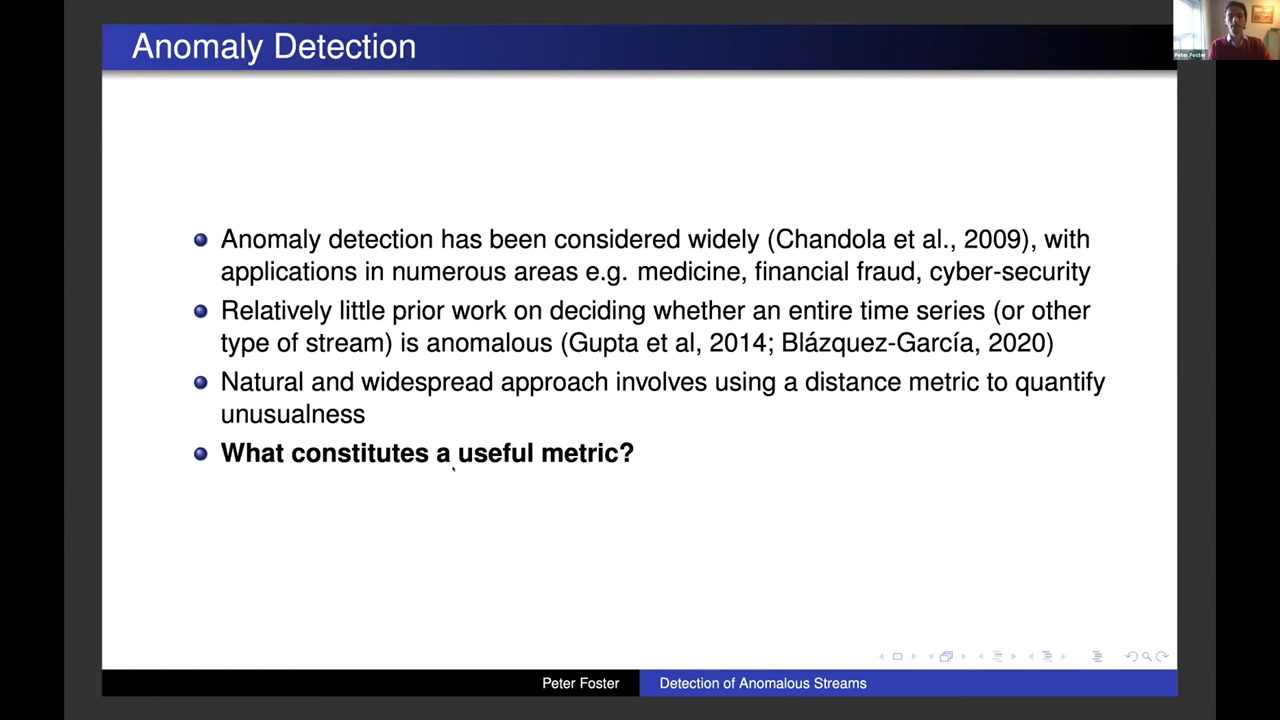 Anomaly Detection
Peter Foster
Anomaly detection has been considered widely (Chandola et al., 2009), with
applications in numerous areas e.g. medicine, financial fraud, cyber-security
Relatively little prior work on deciding whether an entire time series (or other
type of stream) is anomalous (Gupta et al, 2014; Blázquez-García, 2020)
Natural and widespread approach involves using a distance metric to quantify
unusualness
What constitutes a useful metric?
Peter Foster
Detection of Anomalous Streams